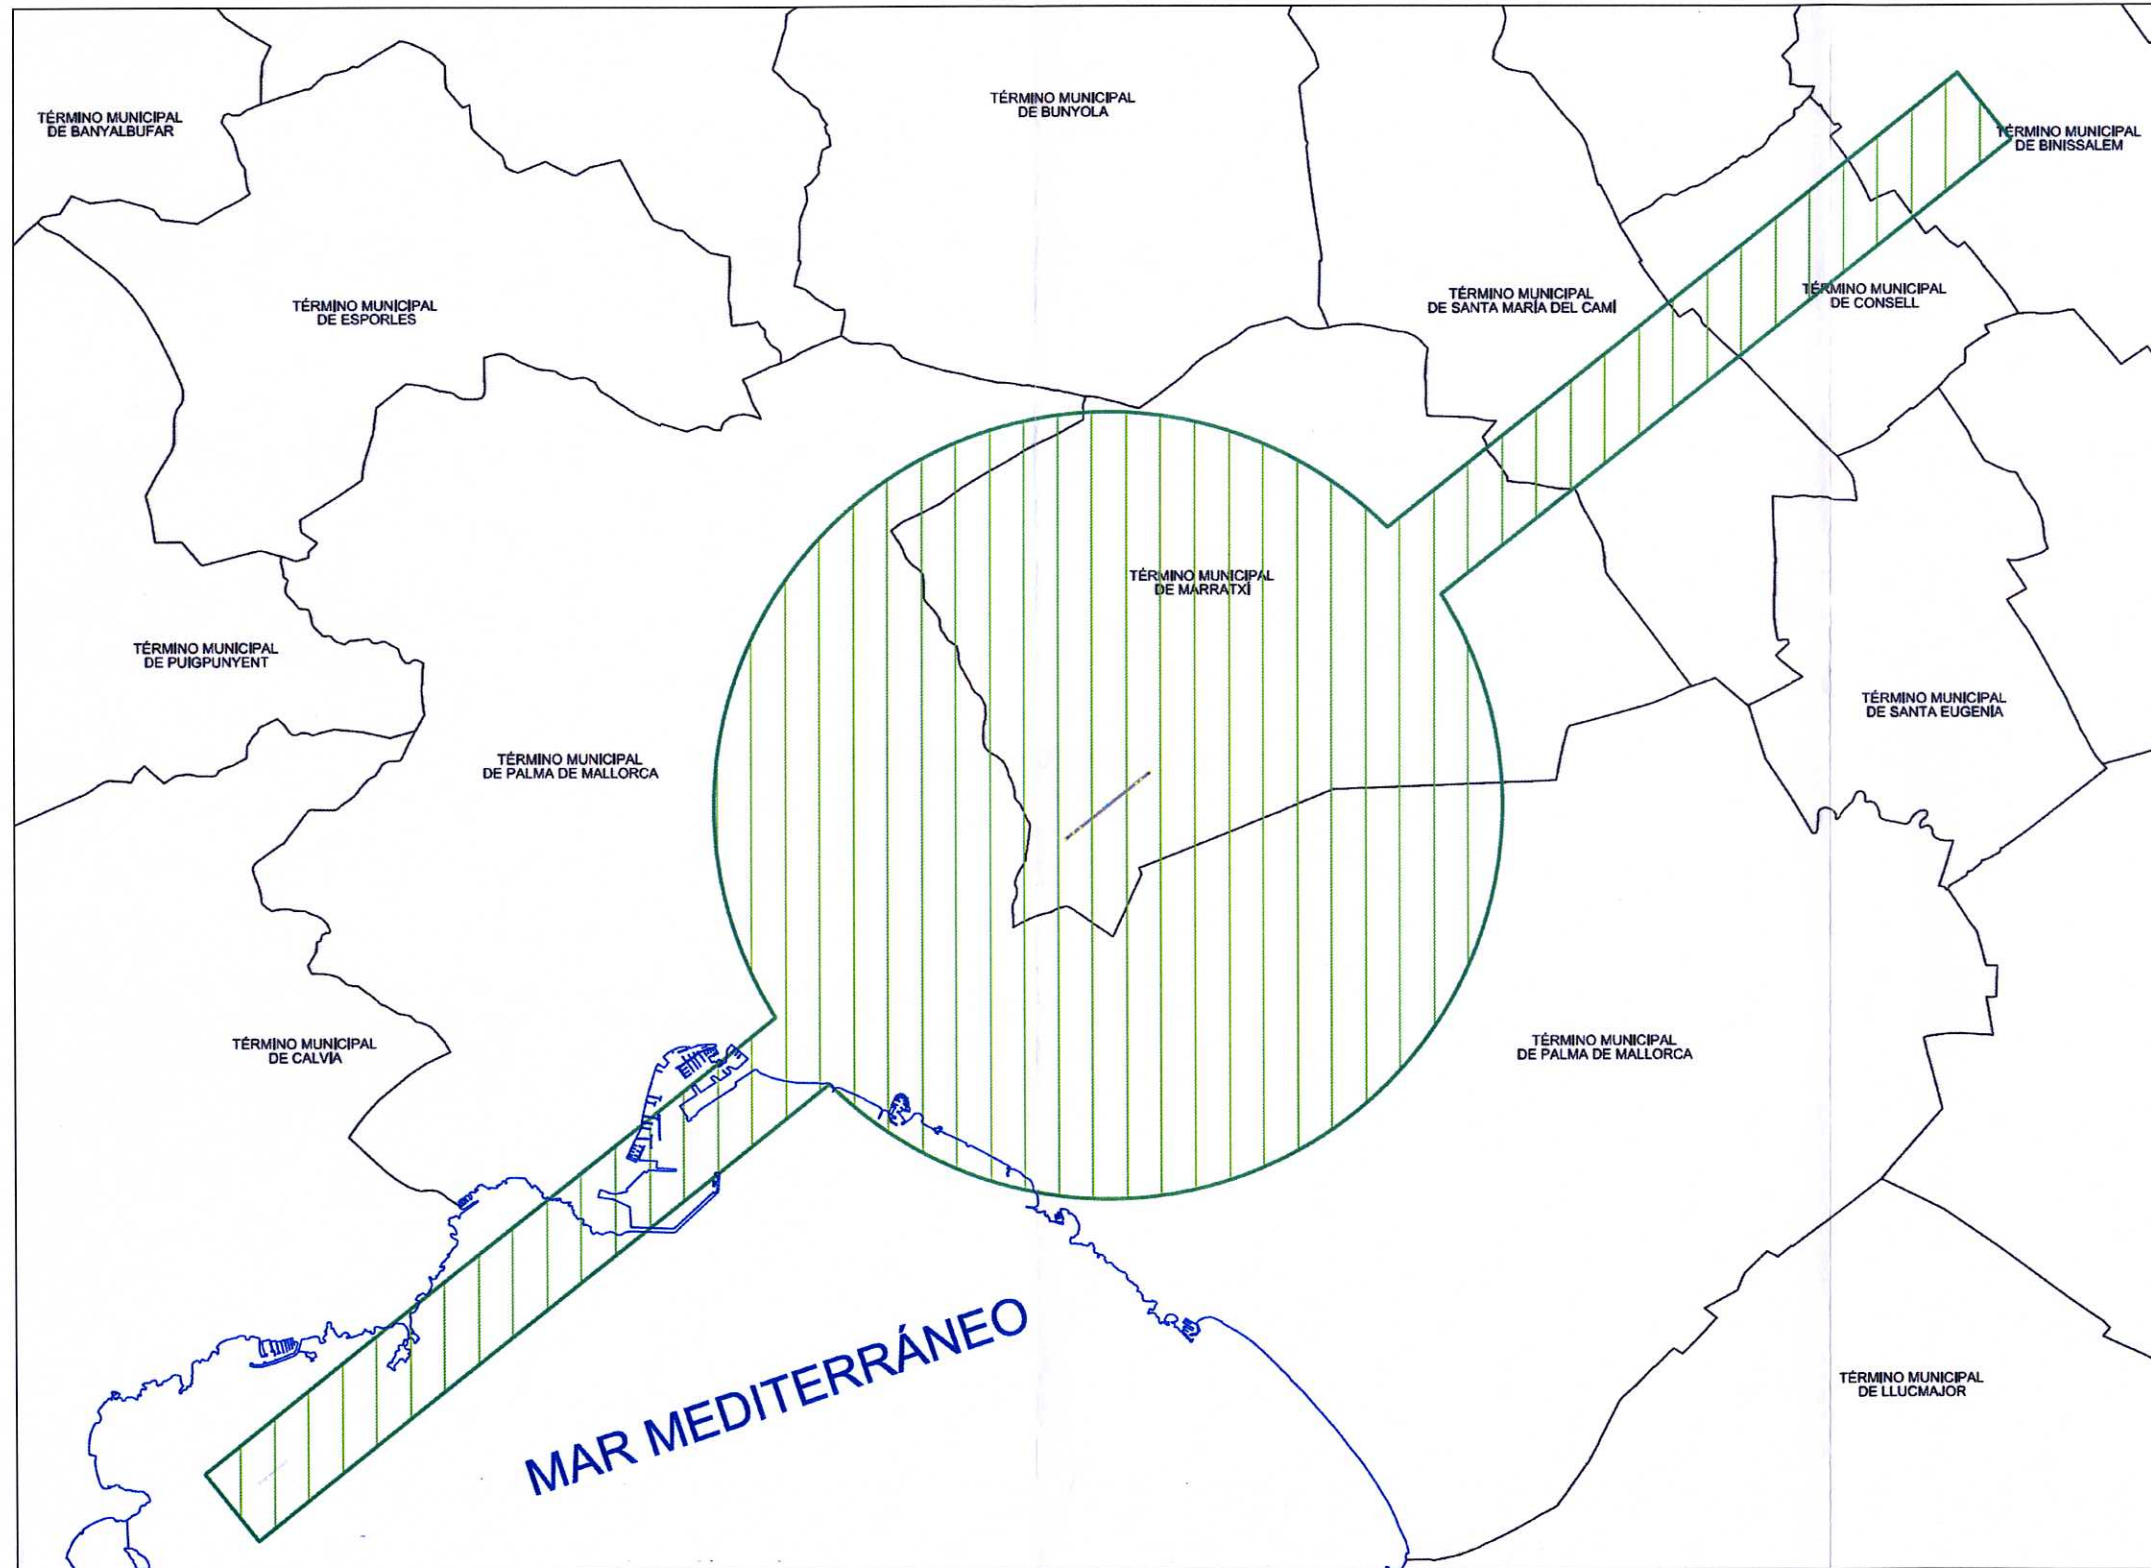 TÉRMINO MUNICIPAL
DE BANYALBUFAR
TÉRMINO MUNICIPAL
DE BUNYOLA
TÉRMINO MUNICIPAL
DE BINISSALEM
TÉRMINO MUNICIPAL
DE ESPORLES
TÉRMINO MUNICIPAL
DE SANTA MARÍA DEL CAMÍ
TÉRMINO MUNICIPAL
DE CONSELL
TÉRMINO MUNICIPAL
DE MARRATXÍ
TÉRMINO MUNICIPAL
DE PUIGPUNYENT
TÉRMINO MUNICIPAL
DE SANTA EUGENÍA
TÉRMINO MUNICIPAL
DE PALMA DE MALLORCA
TÉRMINO MUNICIPAL
DE CALVÍA
TÉRMINO MUNICIPAL
DE PALMA DE MALLORCA
MAR MEDITERRÁNEO
TÉRMINO MUNICIPAL
DE LLUCMAJOR